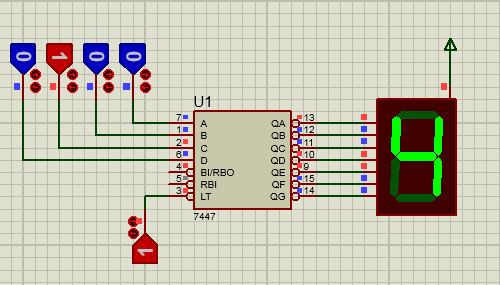 0 1 0 0
U1
7 A QA 13
1 B QB 12
2 C QC 11
6 D QD 10
4 BI/RBO QE 9
5 RBI QF 15
3 LT QG 14
7447
1
4